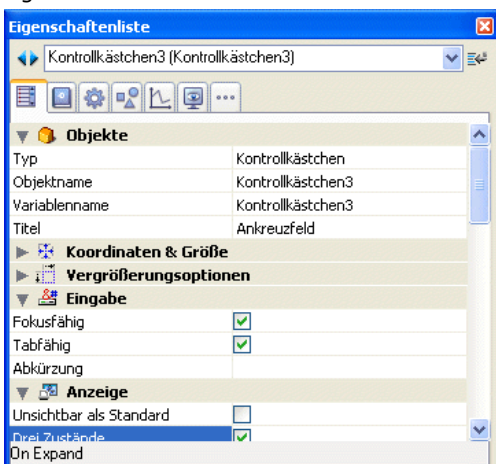 Eigenschaftenliste
Kontrollkästchen3 (Kontrollkästchen3)
Objekte
Typ Kontrollkästchen
Objektname Kontrollkästchen3
Variablenname Kontrollkästchen3
Titel Ankreuzfeld
Koordinaten & Größe
Vergrößerungsoptionen
Eingabe
Fokusfähig
Tabfähig
Abkürzung
Anzeige
Unsichtbar als Standard
Drei Zustände
On Expand